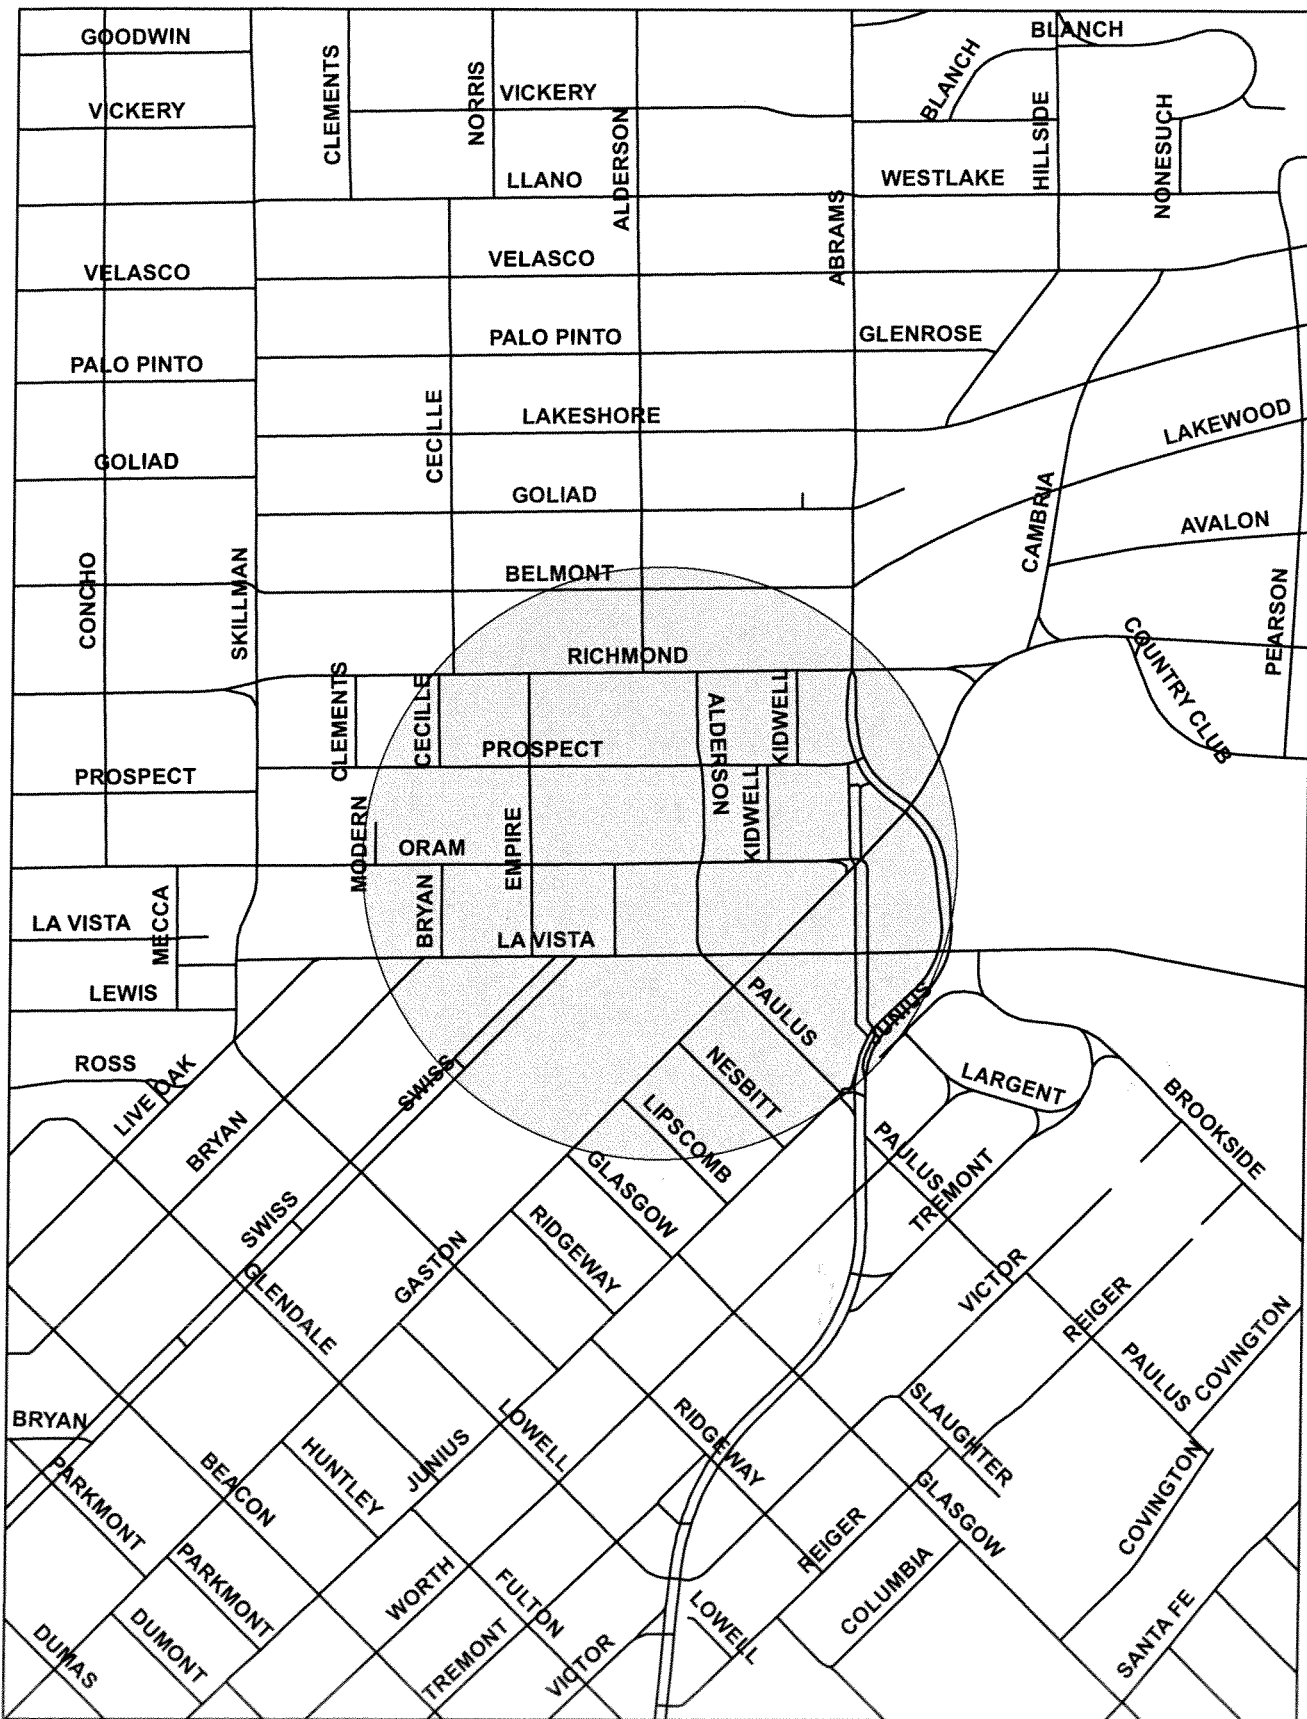 GOODWIN
BLANCH
CLEMENTS
NORRIS
VICKERY
BLANCH
VICKERY
ALDERSON
HILLSIDE
NONESUCH
LLANO
WESTLAKE
ABRAMS
VELASCO
VELASCO
PALO PINTO
GLENROSE
PALO PINTO
CECILLE
LAKESHORE
LAKEWOOD
GOLIAD
GOLIAD
CAMBRIA
AVALON
CONCHO
SKILLMAN
BELMONT
PEARSON
COUNTRY CLUB
RICHMOND
CLEMENTS
CECILLE
ALDERSON
KIDWELL
PROSPECT
PROSPECT
KIDWELL
MODERN
ORAM
EMPIRE
MECCA
LA VISTA
BRYAN
LA VISTA
LEWIS
PAULUS
JUNIUS
ROSS
LIVE OAK
SWISS
NESBITT
LARGENT
BRYAN
LIPSCOMB
BROOKSIDE
PAULUS
TREMONT
GLASGOW
SWISS
RIDGEWAY
GASTON
GLENDALE
VICTOR
REIGER
COVINGTON
PAULUS
BRYAN
SLAUGHTER
LOWELL
RIDGEWAY
JUNIUS
HUNTLEY
BEACON
PARKMONT
GLASGOW
COVINGTON
REIGER
PARKMONT
WORTH
FULTON
COLUMBIA
LOWELL
SANTA FE
DUMONT
DUMAS
TREMONT
VICTOR